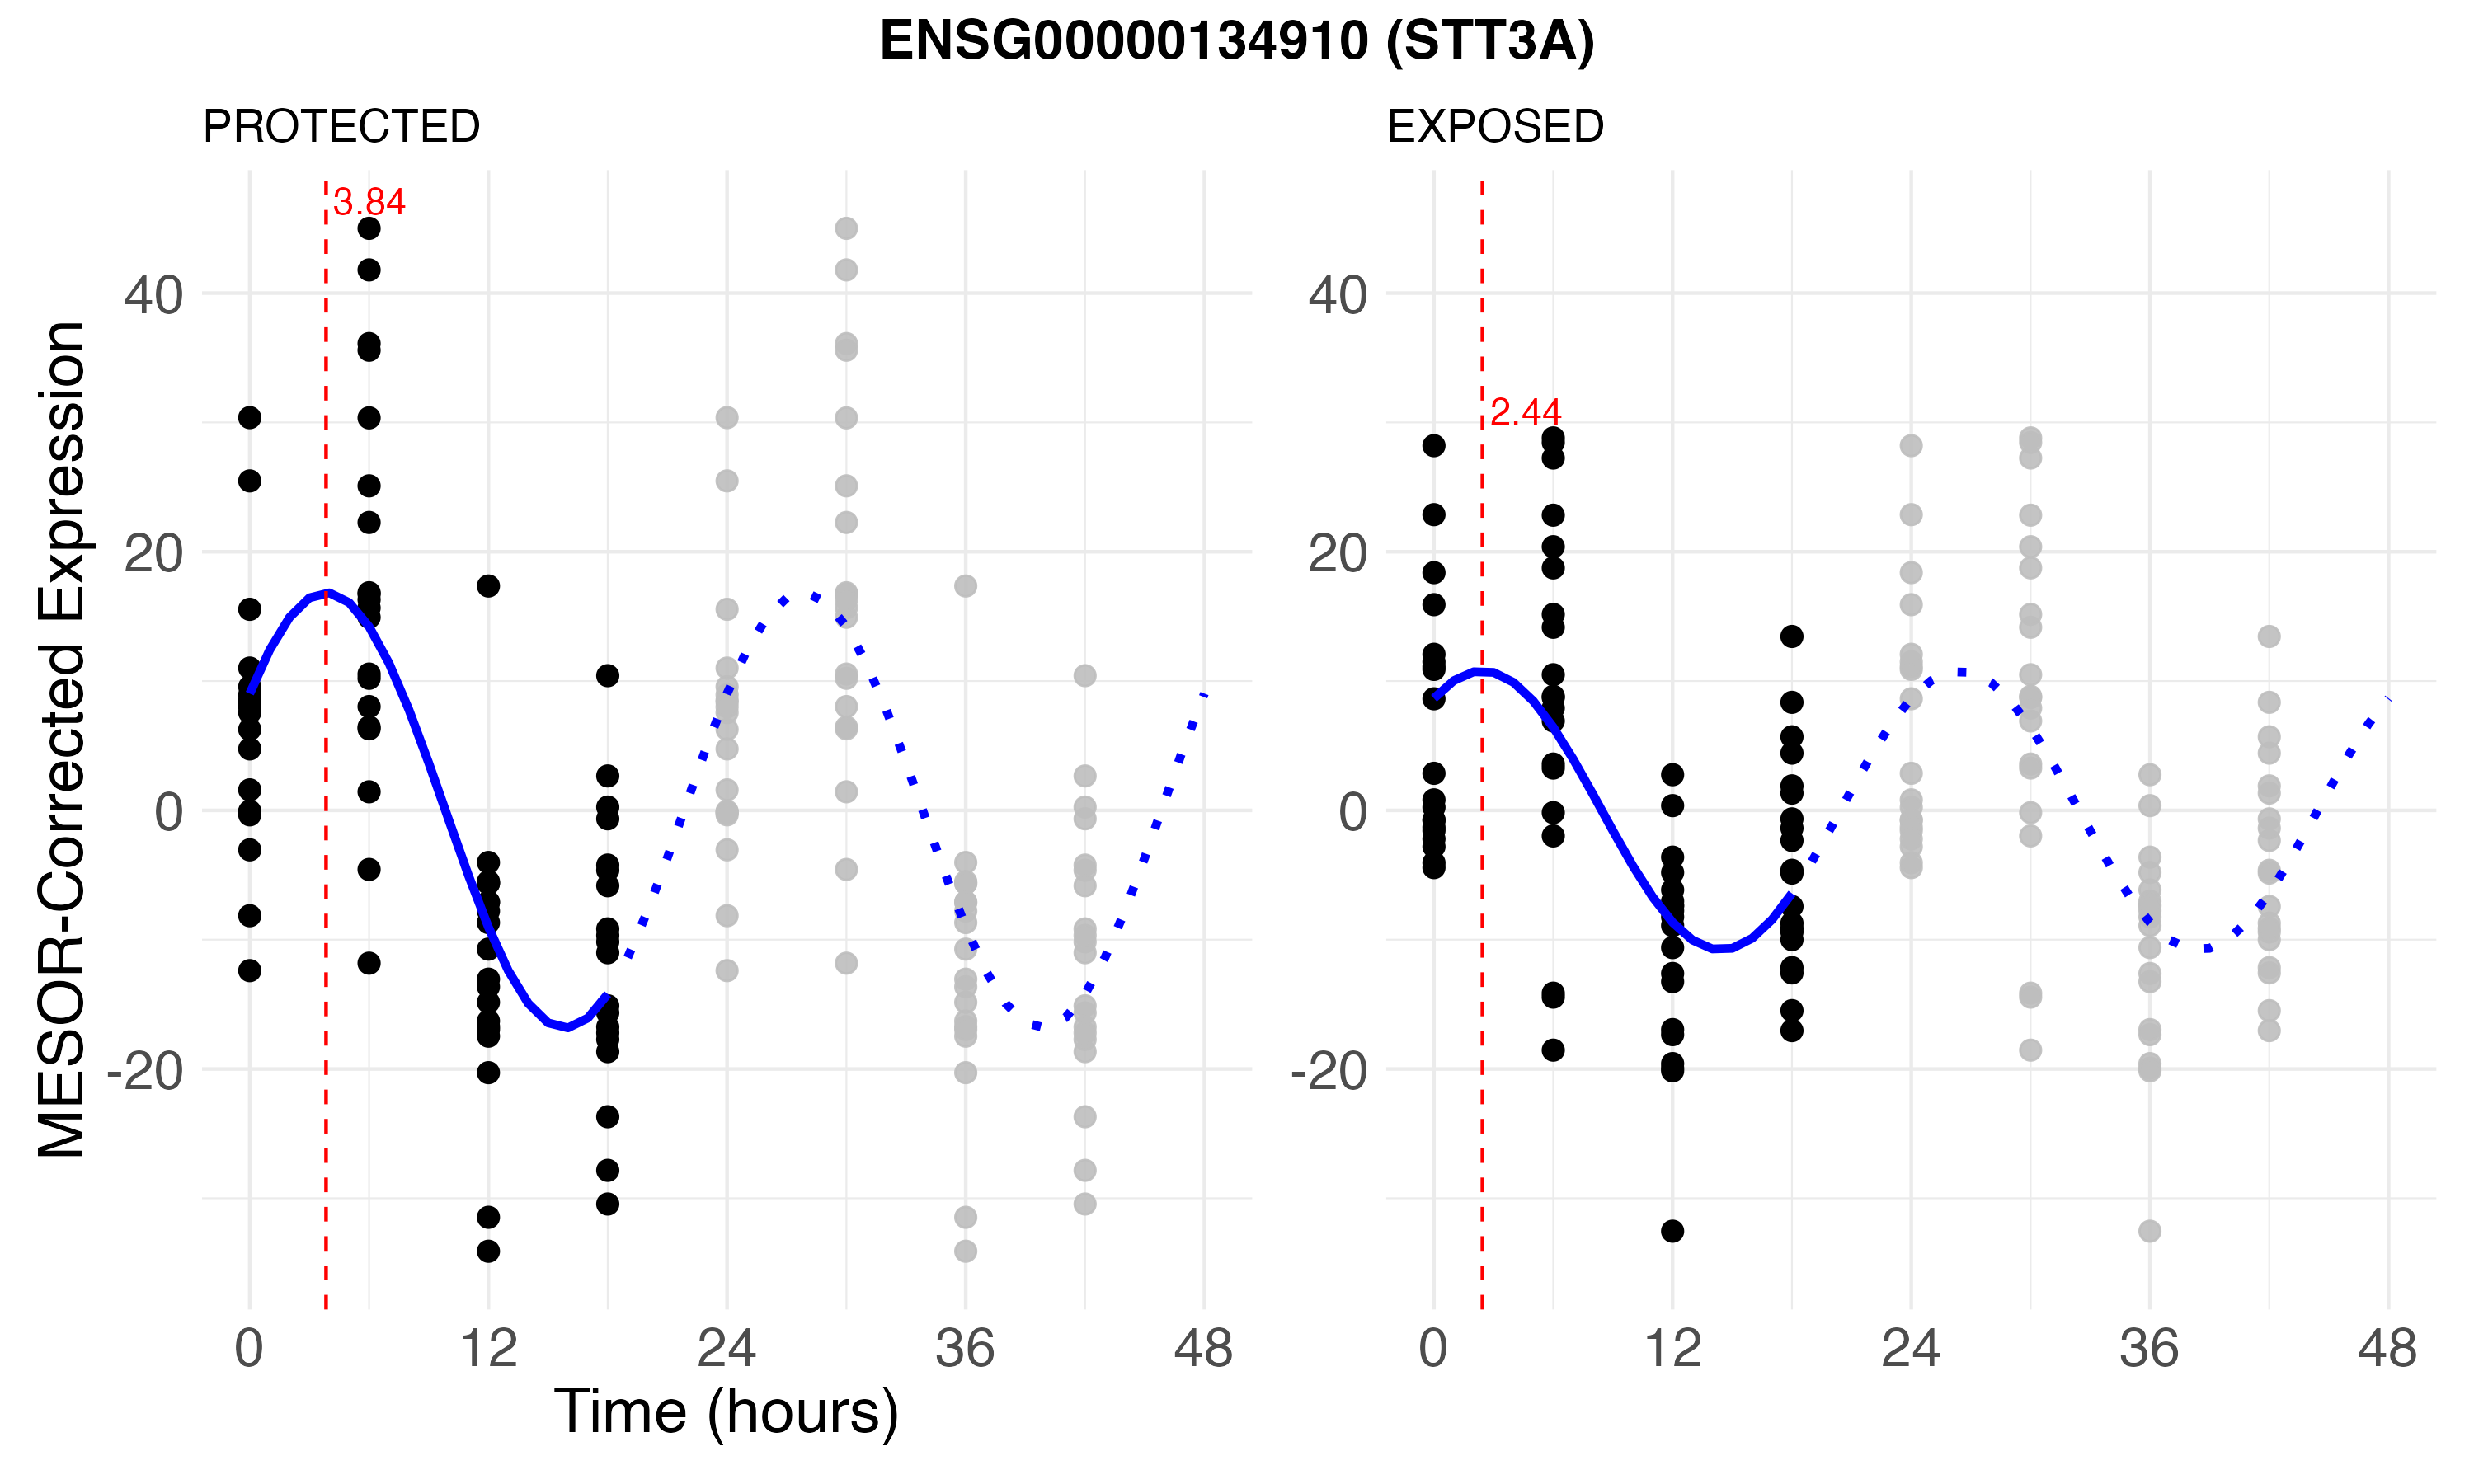 ENSG00000134910 (STT3A)
PROTECTED
EXPOSED
MESOR-Corrected Expression
3.84
2.44
40
20
0
-20
40
20
0
-20
0 12 24 36 48
0 12 24 36 48
Time (hours)